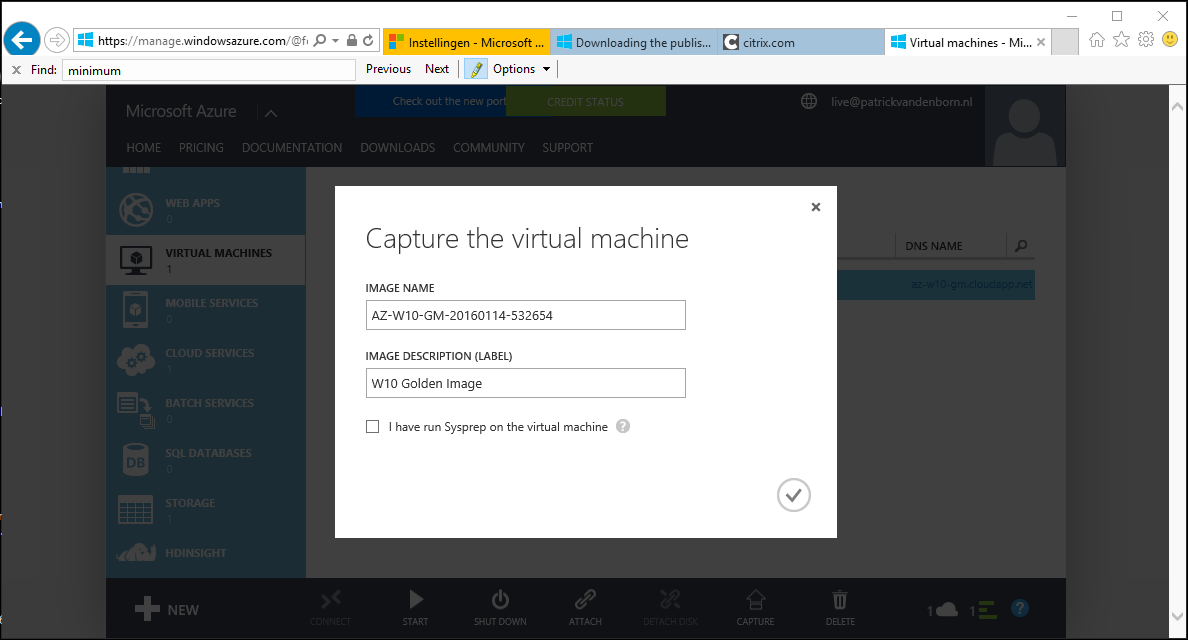 https://manage.windowsazure.com/@f
Instellingen - Microsoft ...
Downloading the publis...
citrix.com
Virtual machines - Mi...
Find: minimum
Previous Next Options
Microsoft Azure
Check out the new port
CREDIT STATUS
live@patrickvandenborn.nl
HOME PRICING DOCUMENTATION DOWNLOADS COMMUNITY SUPPORT
WEB APPS
0
VIRTUAL MACHINES
1
MOBILE SERVICES
0
CLOUD SERVICES
1
BATCH SERVICES
0
SQL DATABASES
0
STORAGE
1
HDINSIGHT
DNS NAME
az-w10-gm.cloudapp.net
Capture the virtual machine
IMAGE NAME
AZ-W10-GM-20160114-532654
IMAGE DESCRIPTION (LABEL)
W10 Golden Image
I have run Sysprep on the virtual machine ?
DB
NEW
CONNECT
START
SHUT DOWN
ATTACH
DETACH DISK
CAPTURE
DELETE
1 1 ?